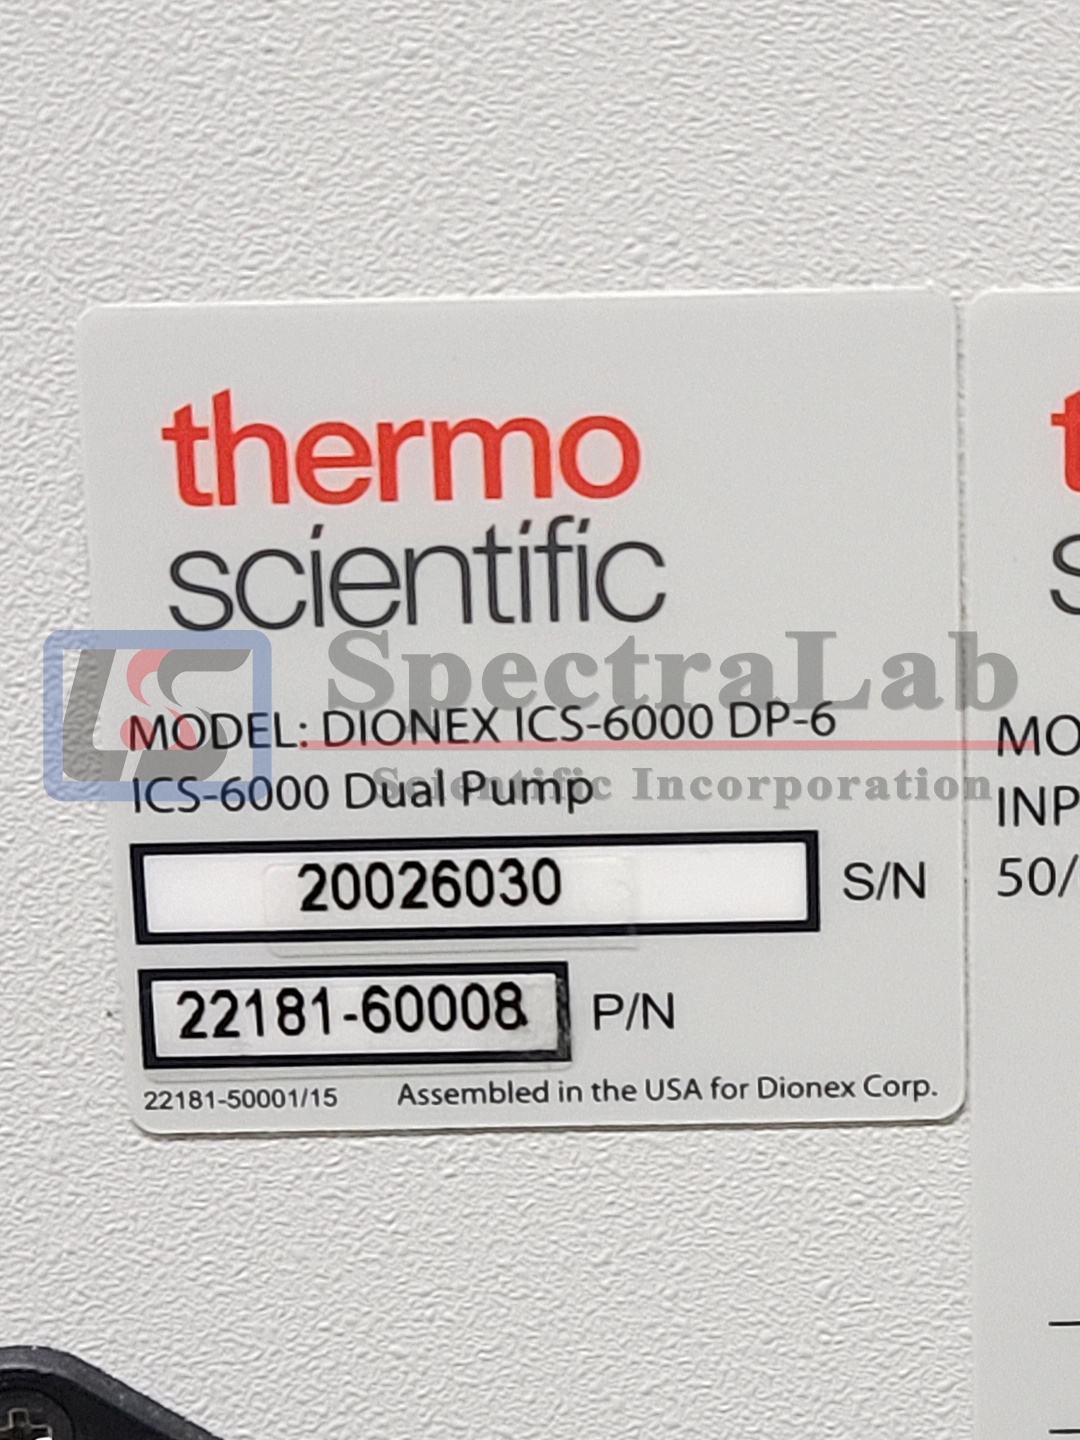 thermo
scientific
SpectraLab
Scientific Incorporation
MODEL: DIONEX ICS-6000 DP-6
ICS-6000 Dual Pump
20026030 S/N
22181-60008 P/N
22181-50001/15 Assembled in the USA for Dionex Corp.
MO
INP
50/